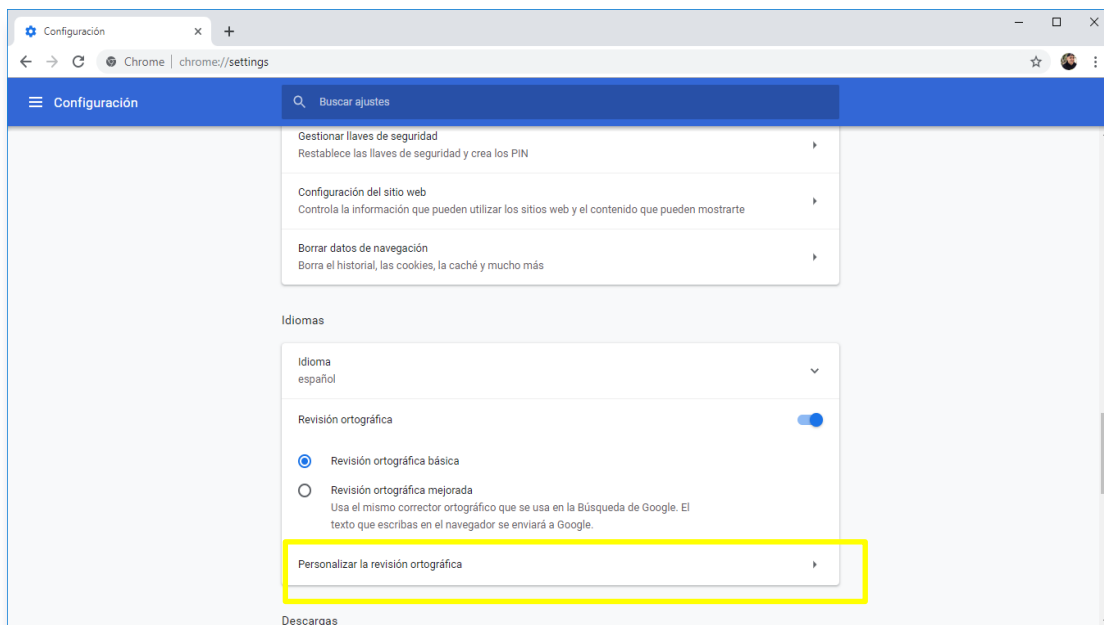 Configuración
Chrome | chrome://settings
Configuración
Buscar ajustes
Gestionar llaves de seguridad
Restablece las llaves de seguridad y crea los PIN
Configuración del sitio web
Controla la información que pueden utilizar los sitios web y el contenido que pueden mostrarte
Borrar datos de navegación
Borra el historial, las cookies, la caché y mucho más
Idiomas
Idioma
español
Revisión ortográfica
Revisión ortográfica básica
Revisión ortográfica mejorada
Usa el mismo corrector ortográfico que se usa en la Búsqueda de Google. El
texto que escribas en el navegador se enviará a Google.
Personalizar la revisión ortográfica
Descargas